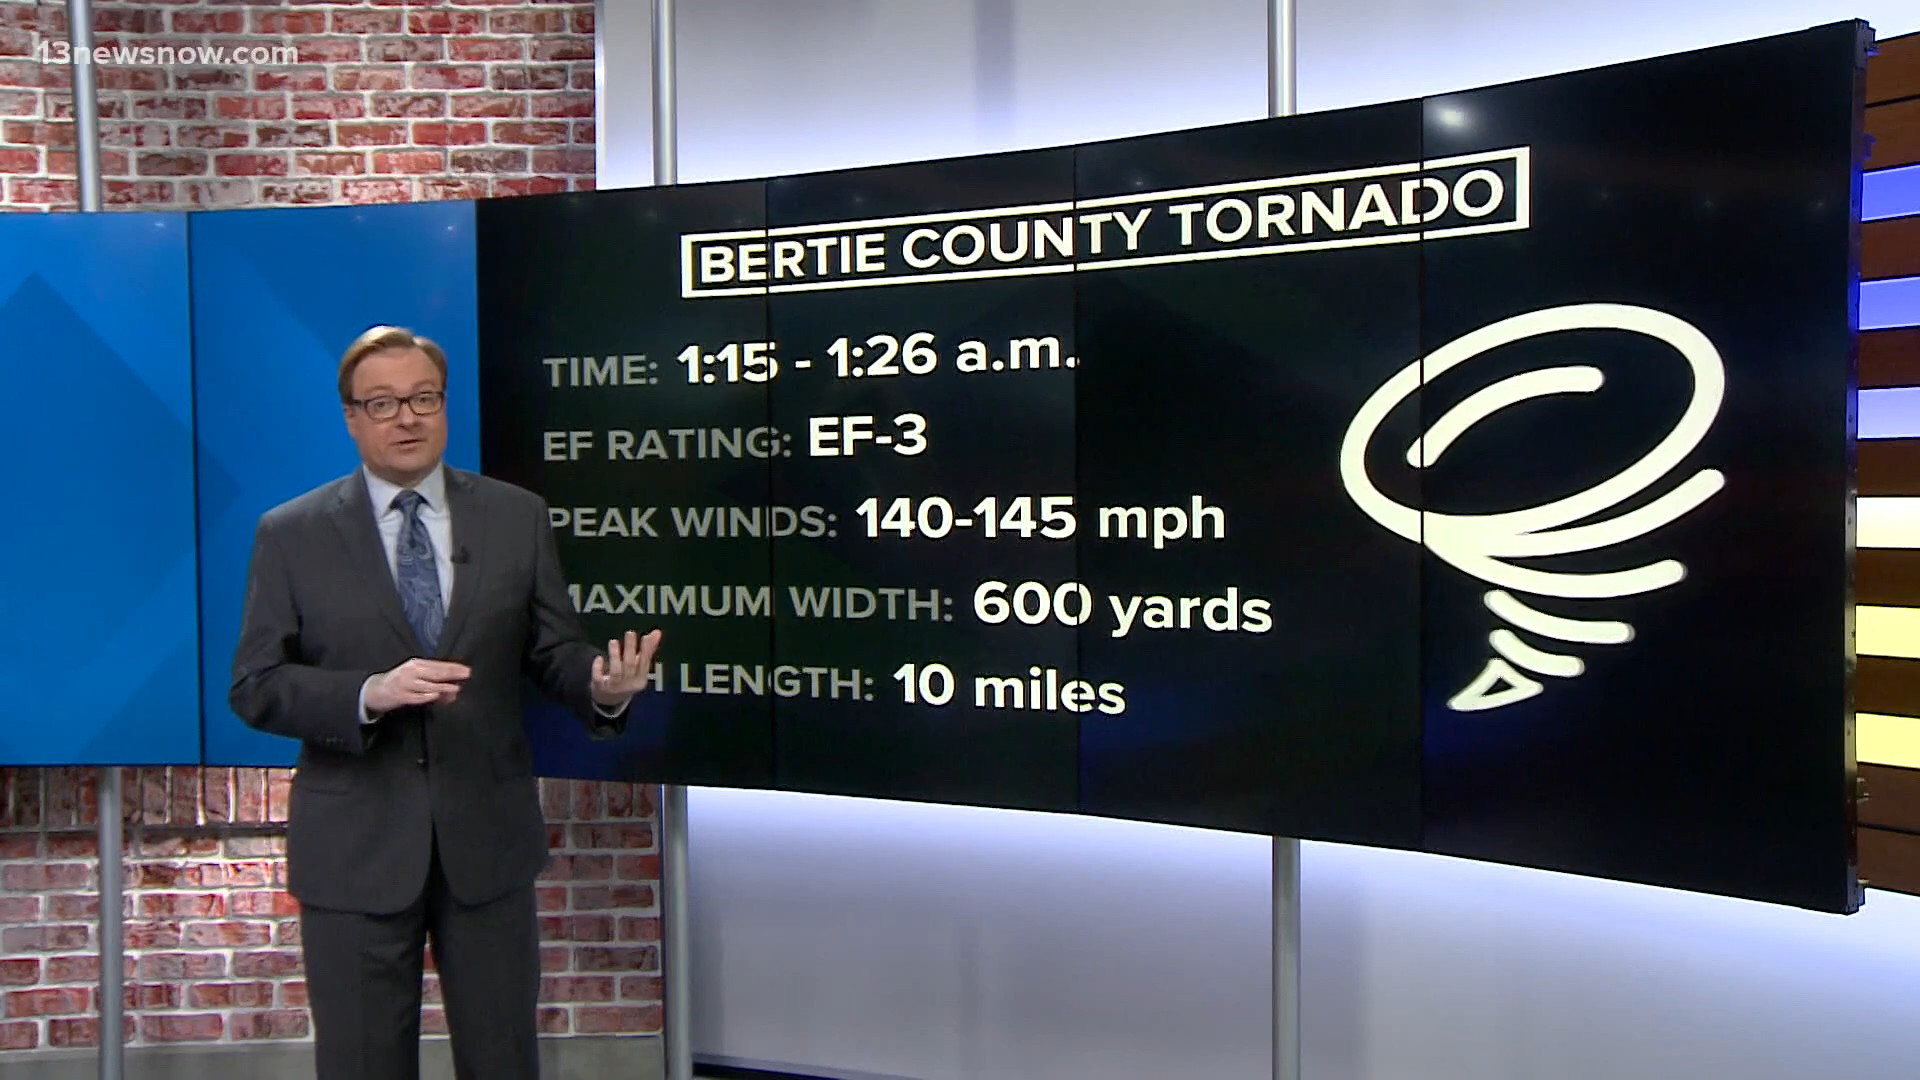 13newsnow.com
BERTIE COUNTY TORNADO
TIME: 1:15 - 1:26 a.m.
EF RATING: EF-3
PEAK WINDS: 140-145 mph
MAXIMUM WIDTH: 600 yards
H LENGTH: 10 miles